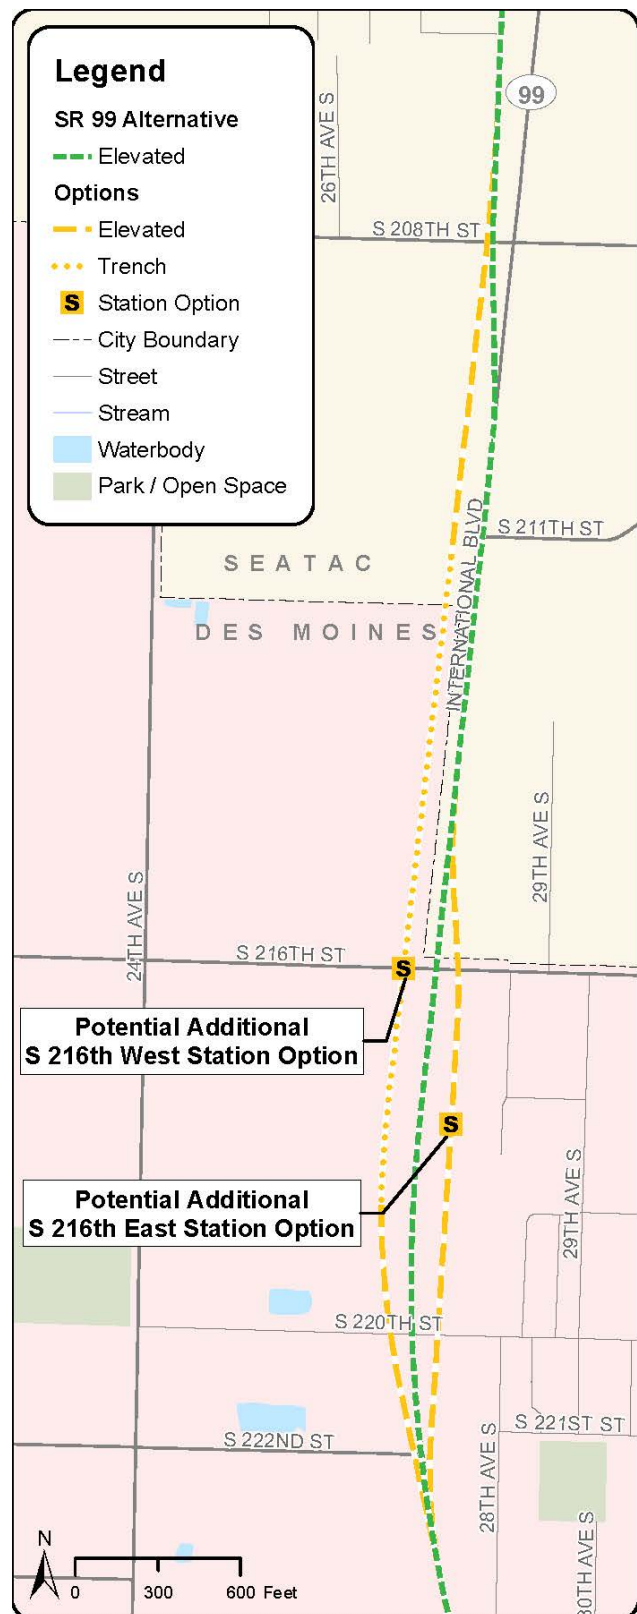 Legend
SR 99 Alternative
Elevated
Options
Elevated
Trench
S Station Option
City Boundary
Street
Stream
Waterbody
Park / Open Space
99
26TH AVE S
S 208TH ST
S 211TH ST
INTERNATIONAL BLVD
SEATAC
DES MOINES
29TH AVE S
24TH AVE S
S 216TH ST
S
Potential Additional
S 216th West Station Option
S
Potential Additional
S 216th East Station Option
29TH AVE S
S 220TH ST
S 221ST ST
S 222ND ST
28TH AVE S
30TH AVE S
N
0 300 600 Feet